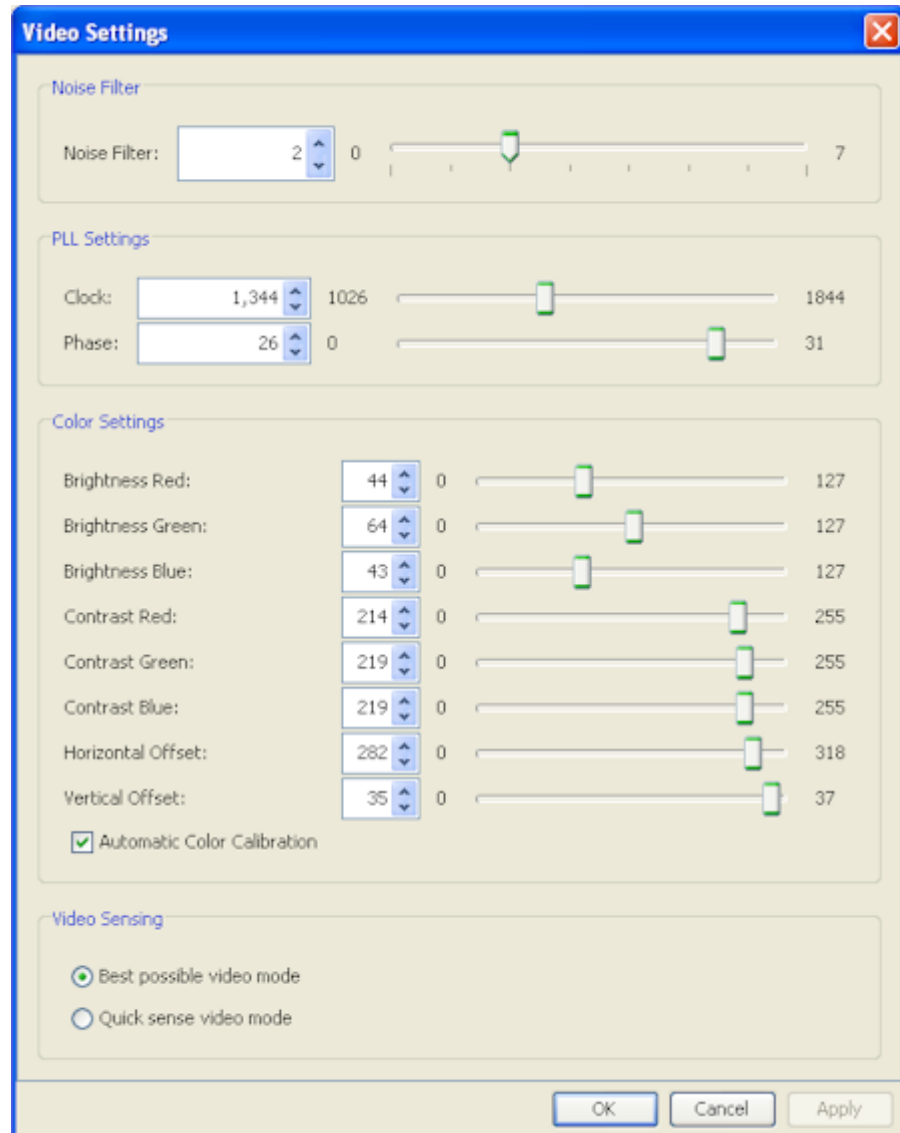 Video Settings
Noise Filter
Noise Filter: 2 0 7
PLL Settings
Clock: 1,344 1026 1844
Phase: 26 0 31
Color Settings
Brightness Red: 44 0 127
Brightness Green: 64 0 127
Brightness Blue: 43 0 127
Contrast Red: 214 0 255
Contrast Green: 219 0 255
Contrast Blue: 219 0 255
Horizontal Offset: 282 0 318
Vertical Offset: 35 0 37
Automatic Color Calibration
Video Sensing
Best possible video mode
Quick sense video mode
OK Cancel Apply